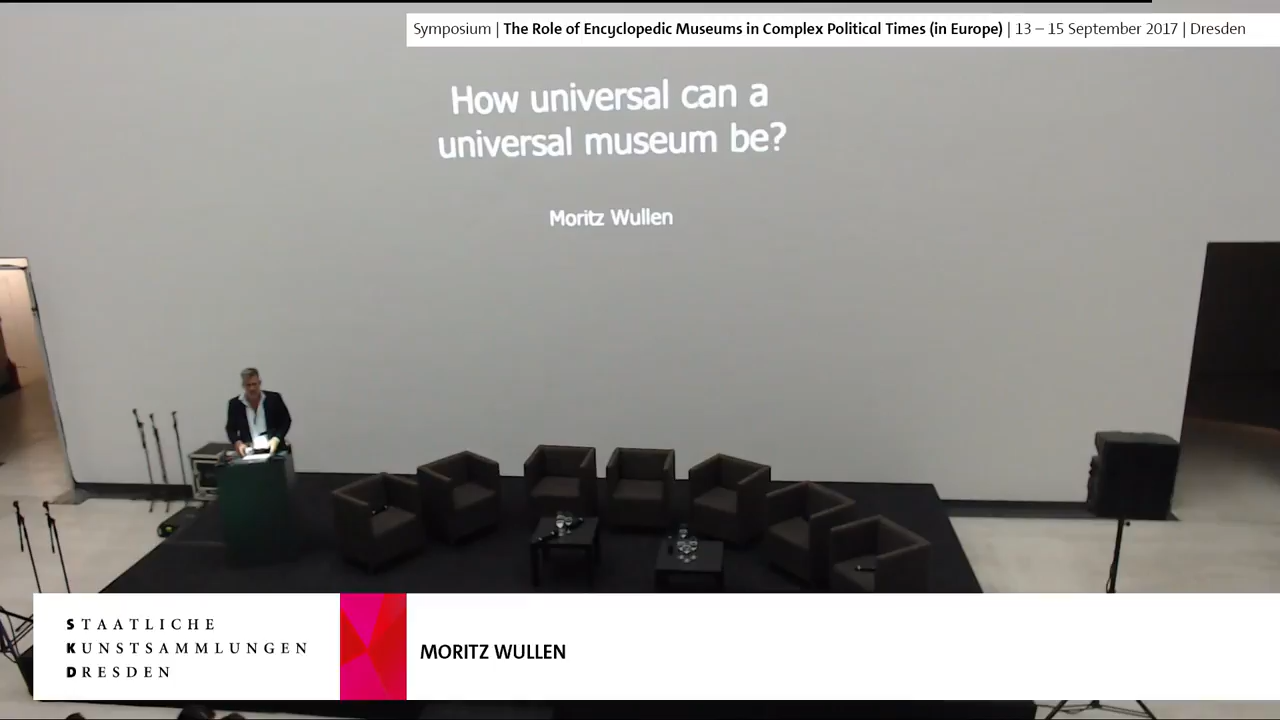 Symposium | The Role of Encyclopedic Museums in Complex Political Times (in Europe) | 13 – 15 September 2017 | Dresden
How universal can a
universal museum be?
Moritz Wullen
STAATLICHE
KUNSTSAMMLUNGEN
DRESDEN
MORITZ WULLEN